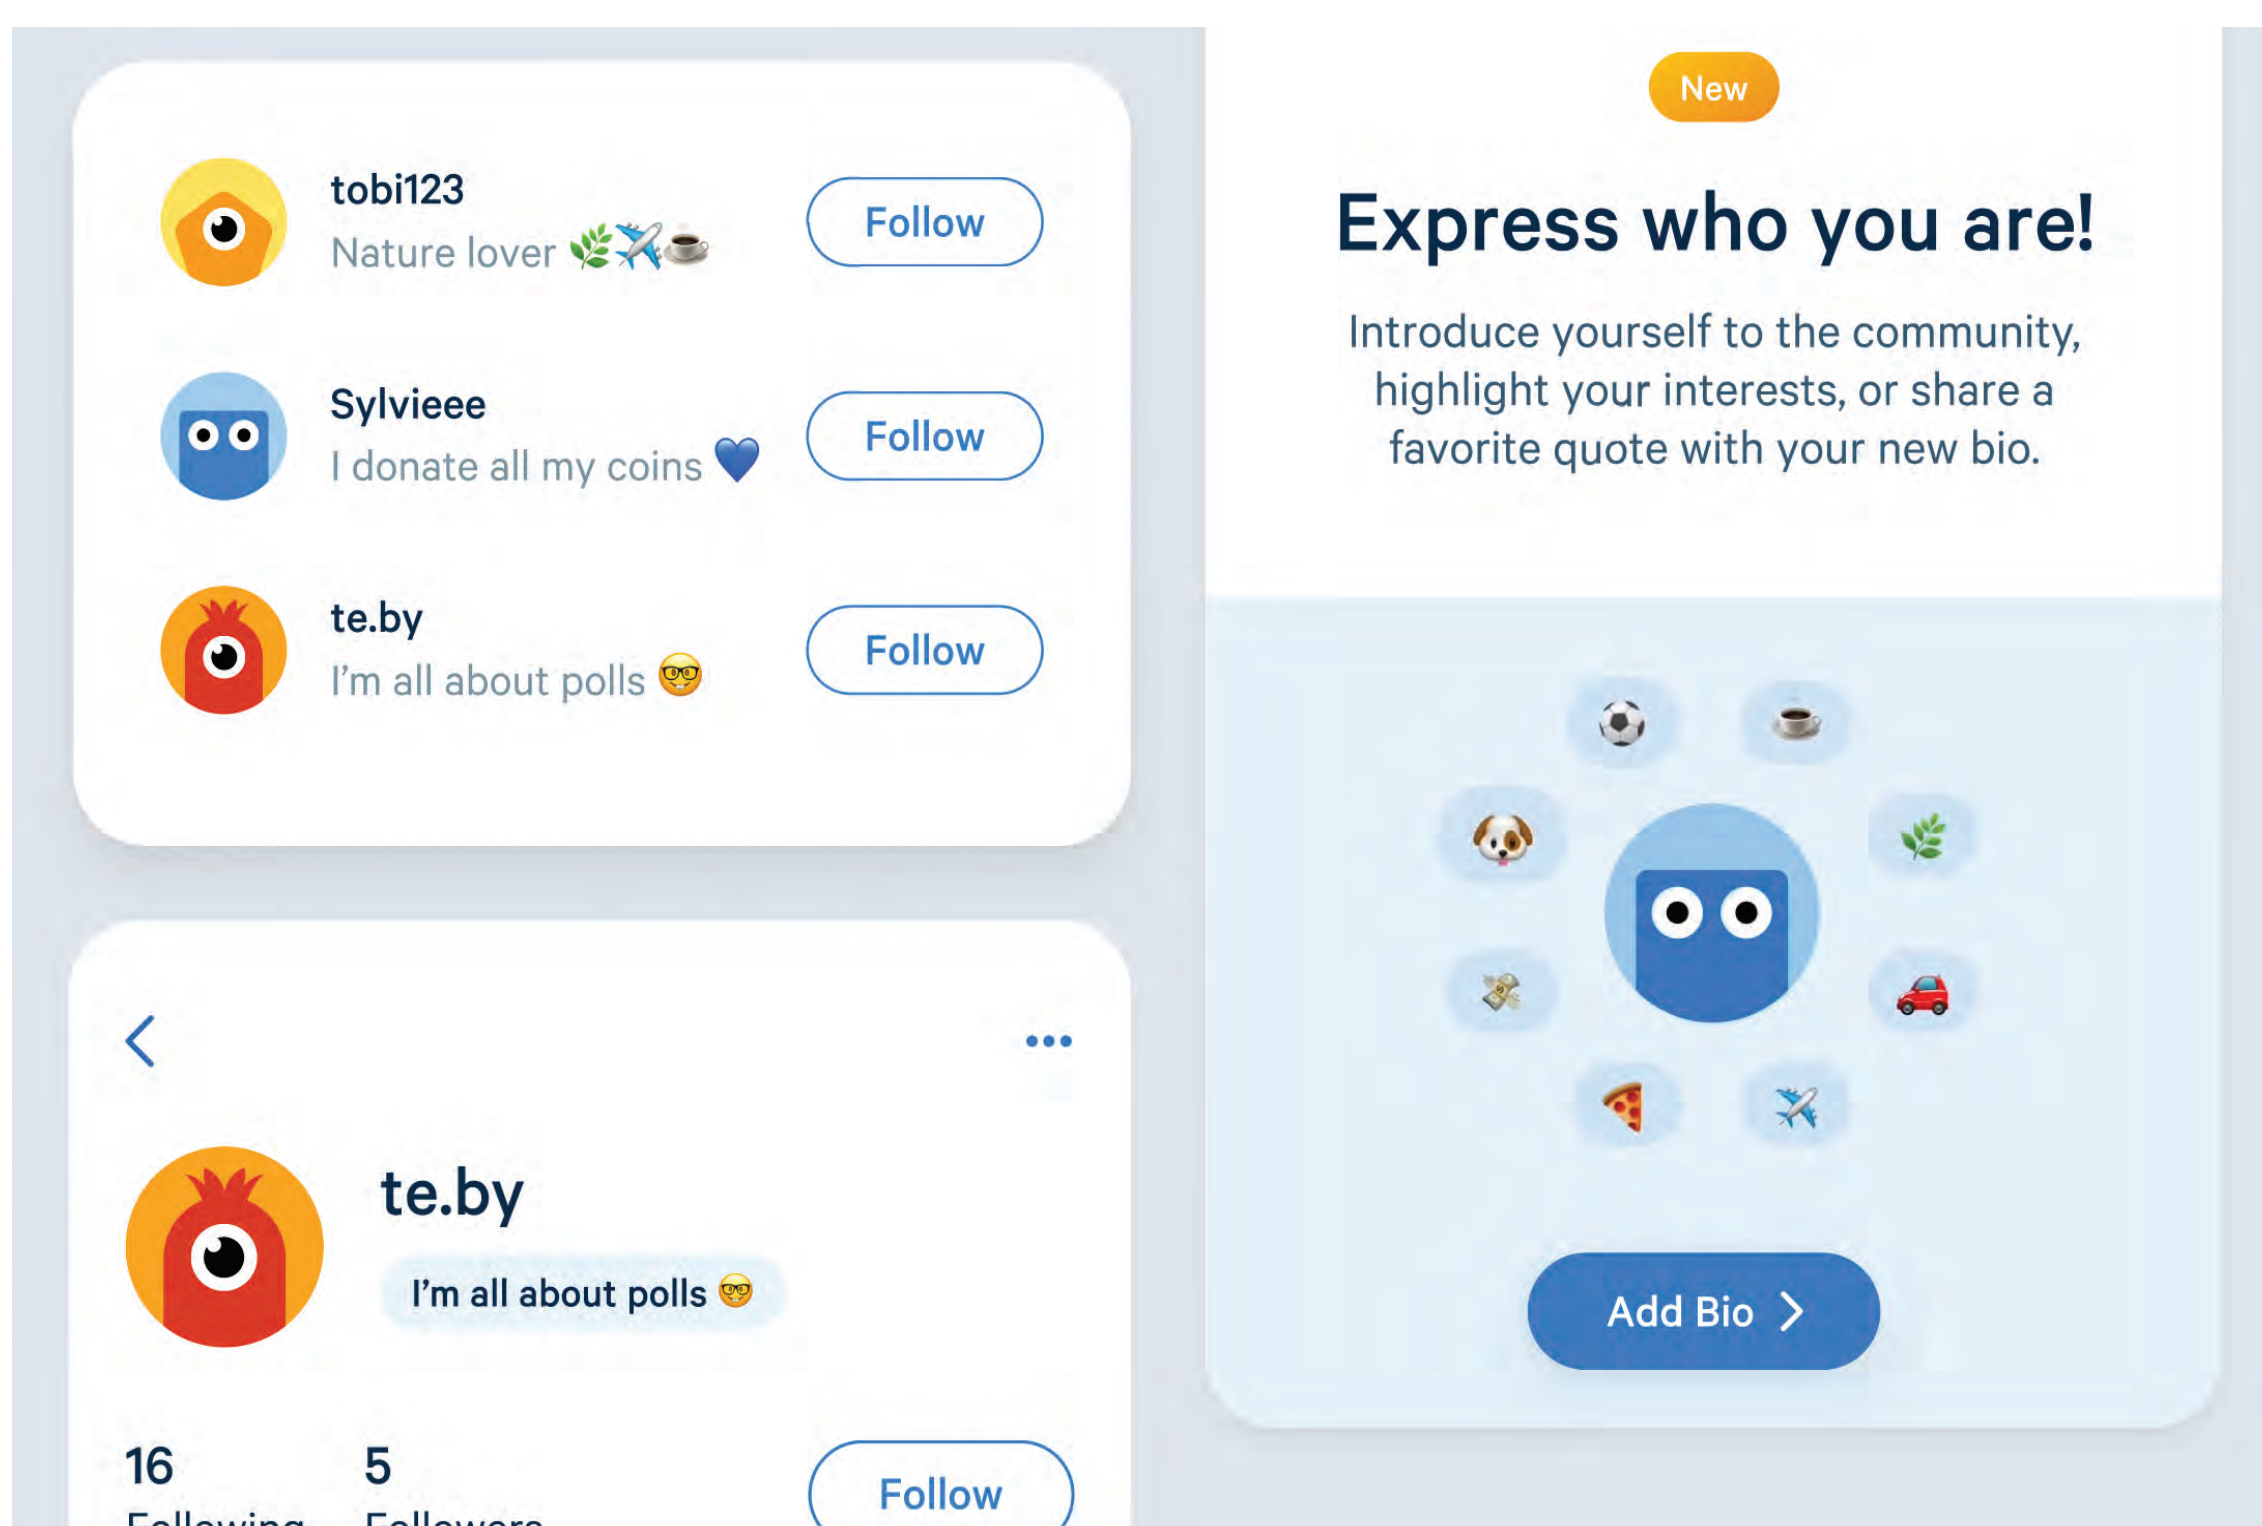 tobi123
Nature lover 🌿✈️☕
Follow
Sylvieee
I donate all my coins 💙
Follow
te.by
I'm all about polls 🤓
Follow
te.by
I'm all about polls 🤓
16
Following
5
Followers
Follow
New
Express who you are!
Introduce yourself to the community,
highlight your interests, or share a
favorite quote with your new bio.
Add Bio